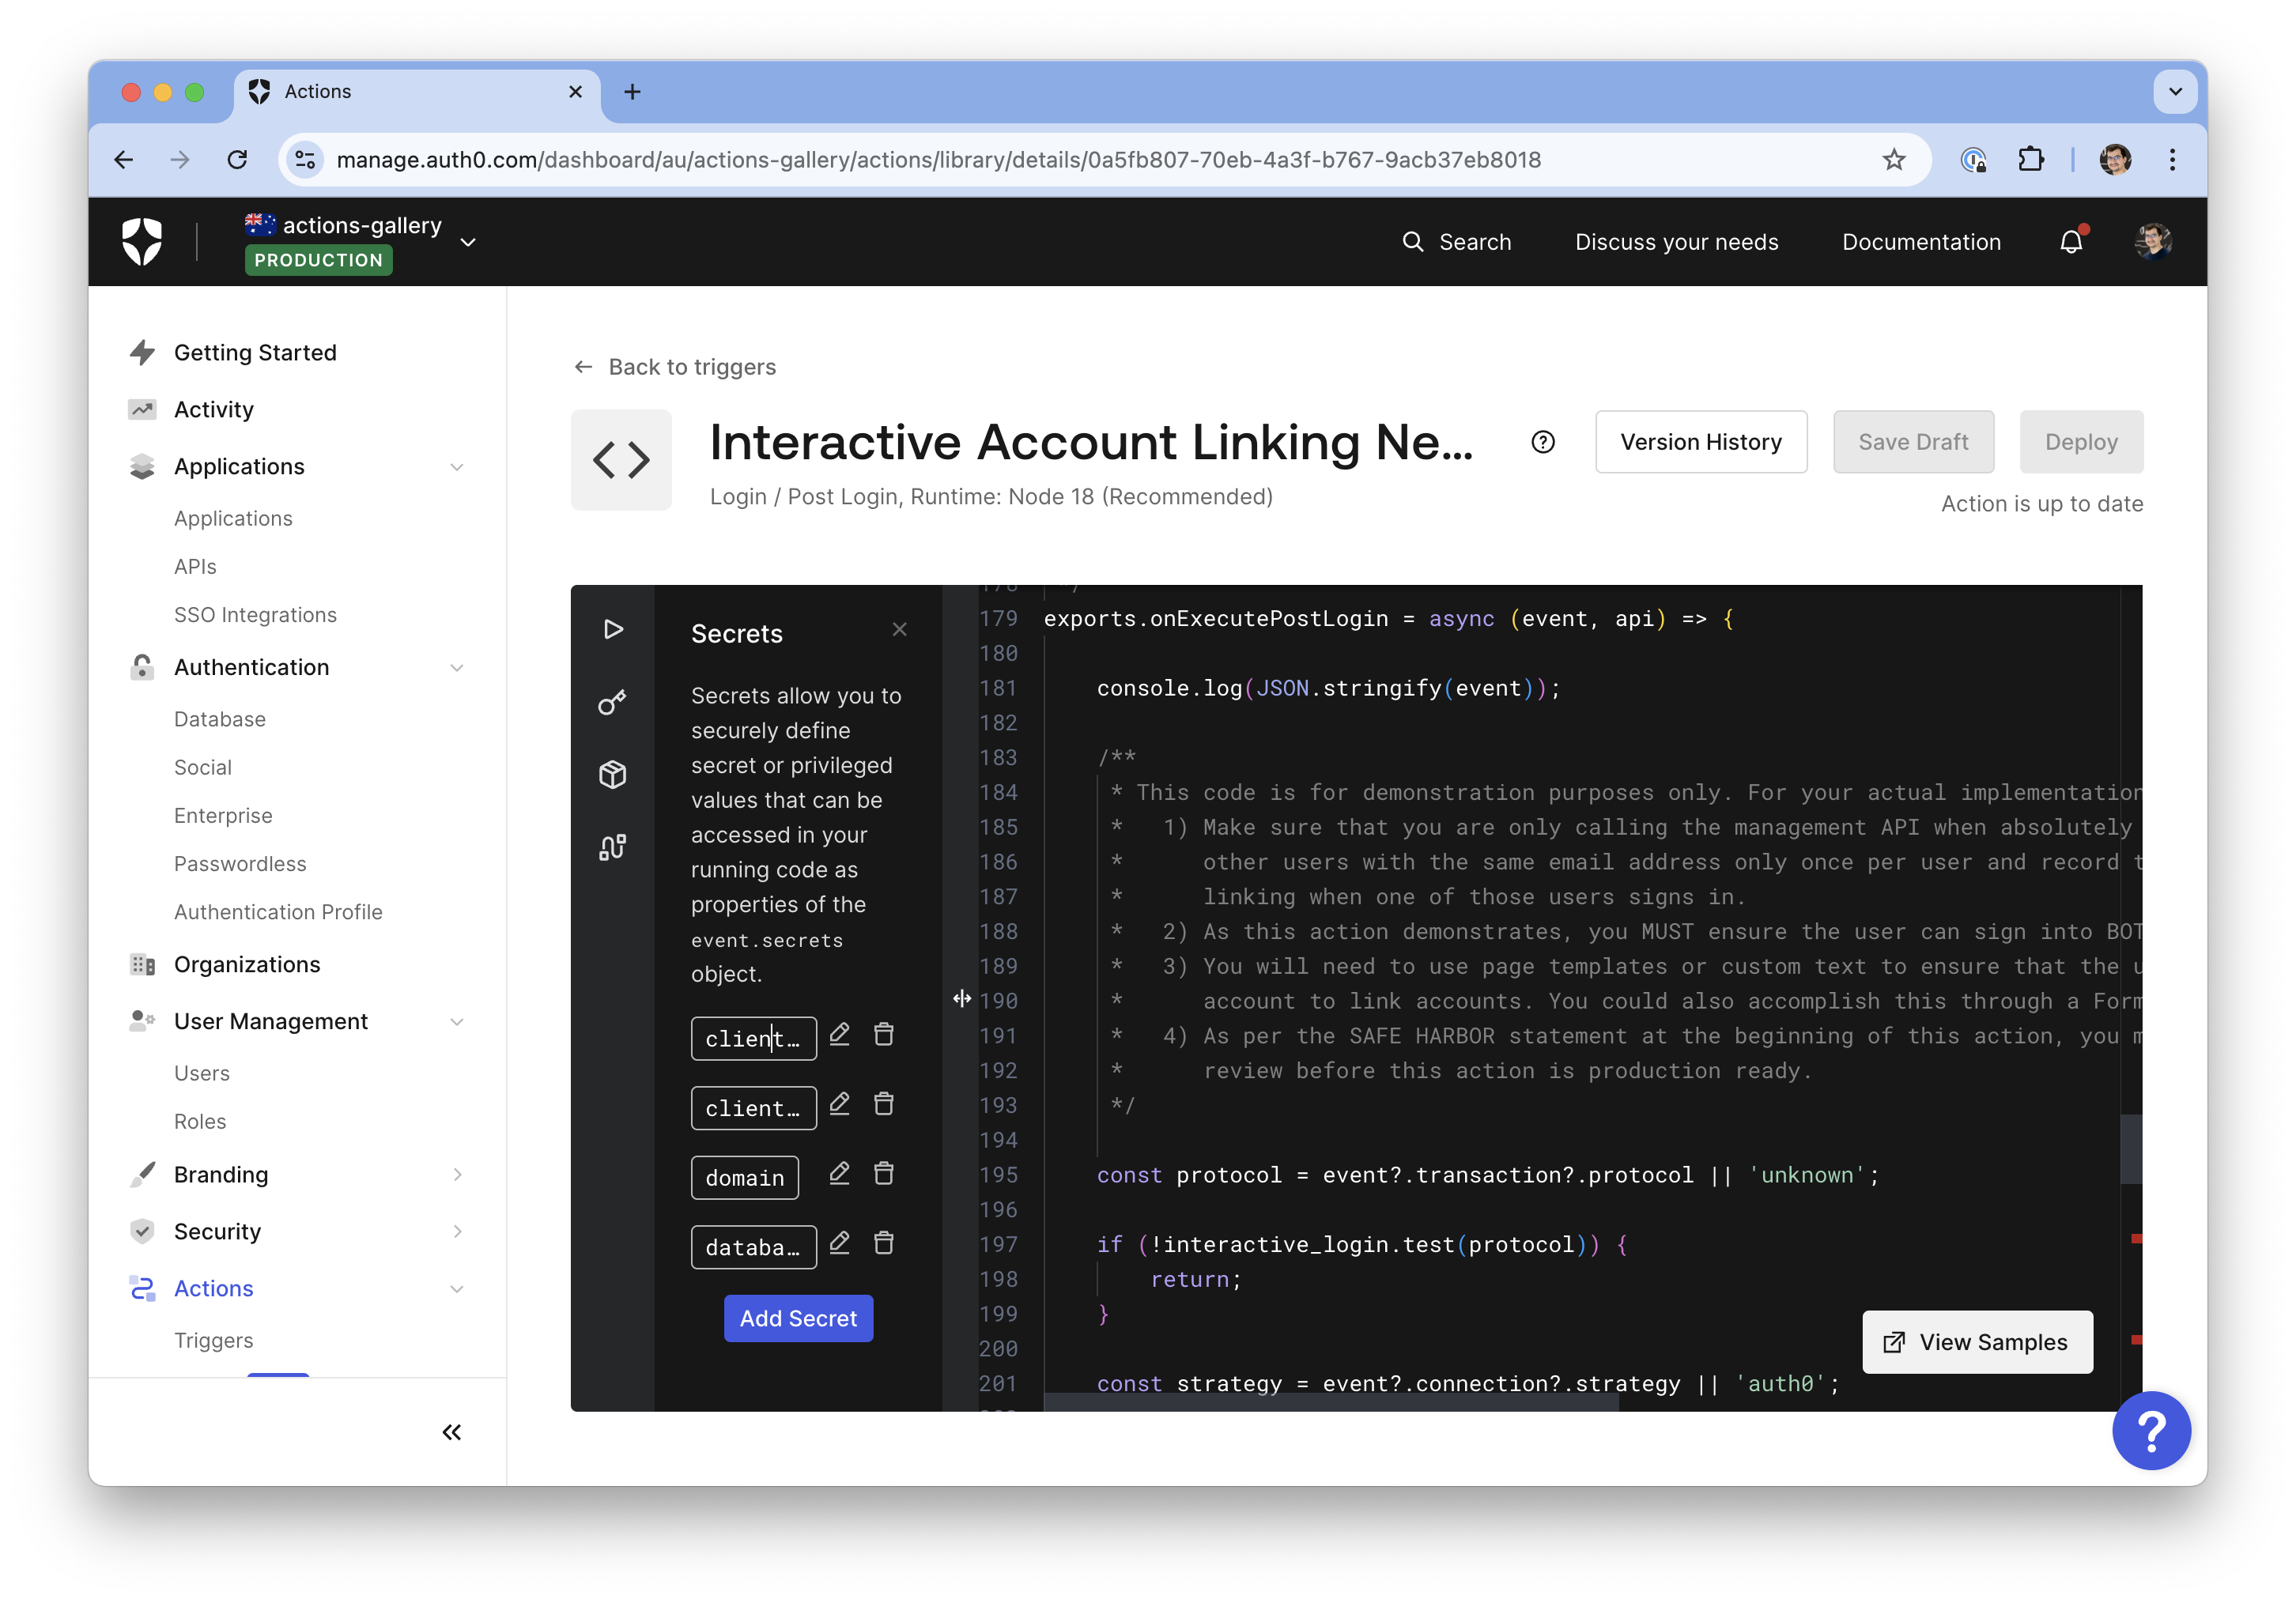 Actions
manage.auth0.com/dashboard/au/actions-gallery/actions/library/details/0a5fb807-70eb-4a3f-b767-9acb37eb8018
actions-gallery
PRODUCTION
Search
Discuss your needs
Documentation
Getting Started
Activity
Applications
Applications
APIs
SSO Integrations
Authentication
Database
Social
Enterprise
Passwordless
Authentication Profile
Organizations
User Management
Users
Roles
Branding
Security
Actions
Triggers
Back to triggers
Interactive Account Linking Ne...
Version History
Save Draft
Deploy
Login / Post Login, Runtime: Node 18 (Recommended)
Action is up to date
Secrets
Secrets allow you to
securely define
secret or privileged
values that can be
accessed in your
running code as
properties of the
event.secrets
object.
client…
client…
domain
databa…
Add Secret
179 exports.onExecutePostLogin = async (event, api) => {
180
181 console.log(JSON.stringify(event));
182
183 /**
184 * This code is for demonstration purposes only. For your actual implementation
185 * 1) Make sure that you are only calling the management API when absolutely
186 * other users with the same email address only once per user and record t
187 * linking when one of those users signs in.
188 * 2) As this action demonstrates, you MUST ensure the user can sign into BOT
189 * 3) You will need to use page templates or custom text to ensure that the u
190 * account to link accounts. You could also accomplish this through a Form
191 * 4) As per the SAFE HARBOR statement at the beginning of this action, you m
192 * review before this action is production ready.
193 */
194
195 const protocol = event?.transaction?.protocol || 'unknown';
196
197 if (!interactive_login.test(protocol)) {
198 return;
199 }
200
201 const strategy = event?.connection?.strategy || 'auth0';
View Samples